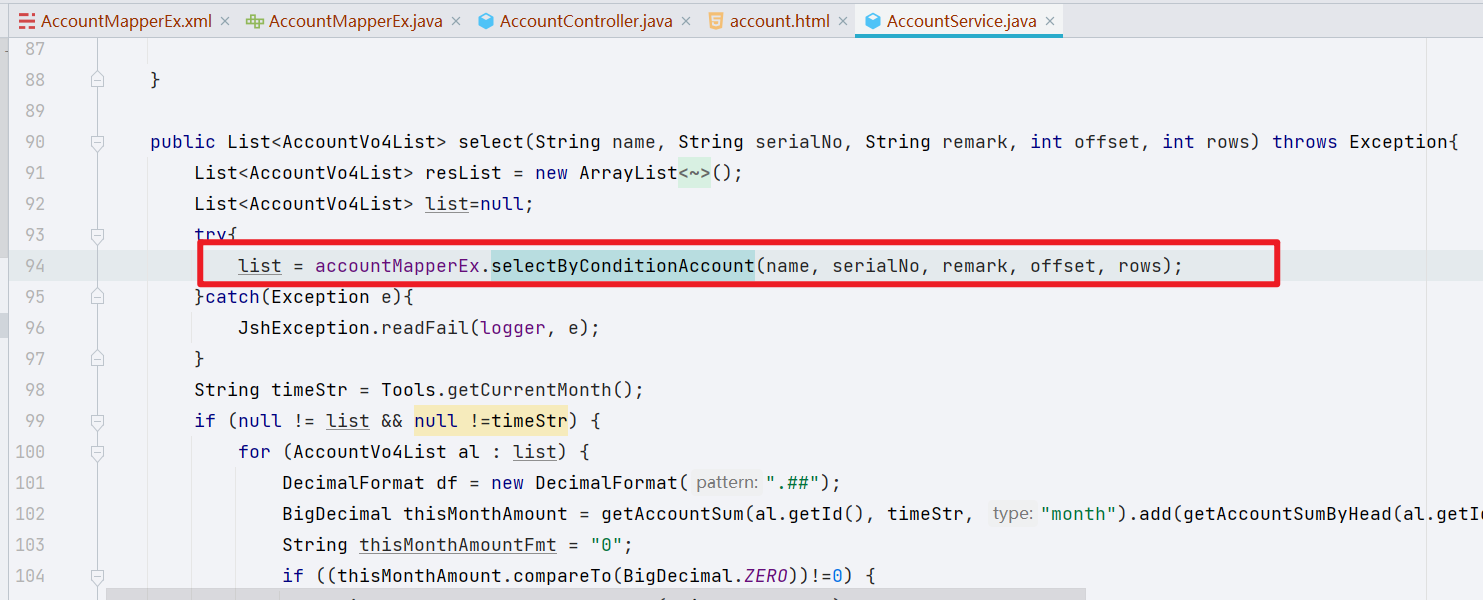 AccountMapperEx.xml × AccountMapperEx.java × AccountController.java × account.html × AccountService.java ×
87
88 }
89
90 public List<AccountVo4List> select(String name, String serialNo, String remark, int offset, int rows) throws Exception{
91 List<AccountVo4List> resList = new ArrayList<~>();
92 List<AccountVo4List> list=null;
93 try{
94 list = accountMapperEx.selectByConditionAccount(name, serialNo, remark, offset, rows);
95 }catch(Exception e){
96 JshException.readFail(logger, e);
97 }
98 String timeStr = Tools.getCurrentMonth();
99 if (null != list && null !=timeStr) {
100 for (AccountVo4List al : list) {
101 DecimalFormat df = new DecimalFormat( pattern: ".##");
102 BigDecimal thisMonthAmount = getAccountSum(al.getId(), timeStr, type: "month").add(getAccountSumByHead(al.getId
103 String thisMonthAmountFmt = "0";
104 if ((thisMonthAmount.compareTo(BigDecimal.ZERO))!=0) {